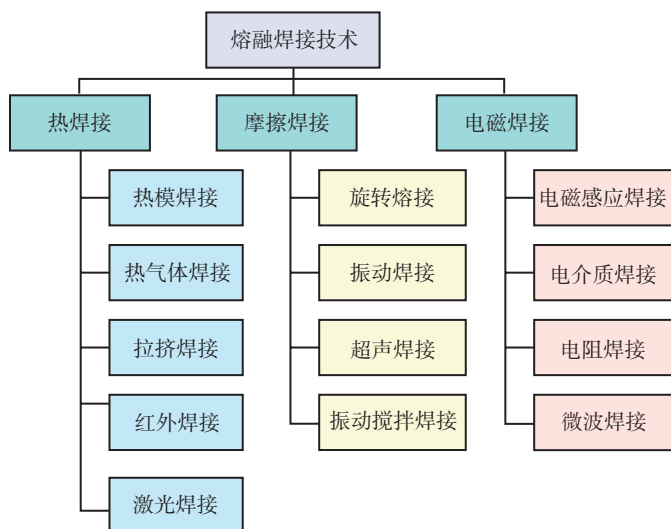 熔融焊接技术
热焊接
摩擦焊接
电磁焊接
热模焊接
旋转熔接
电磁感应焊接
热气体焊接
振动焊接
电介质焊接
拉挤焊接
超声焊接
电阻焊接
红外焊接
振动搅拌焊接
微波焊接
激光焊接